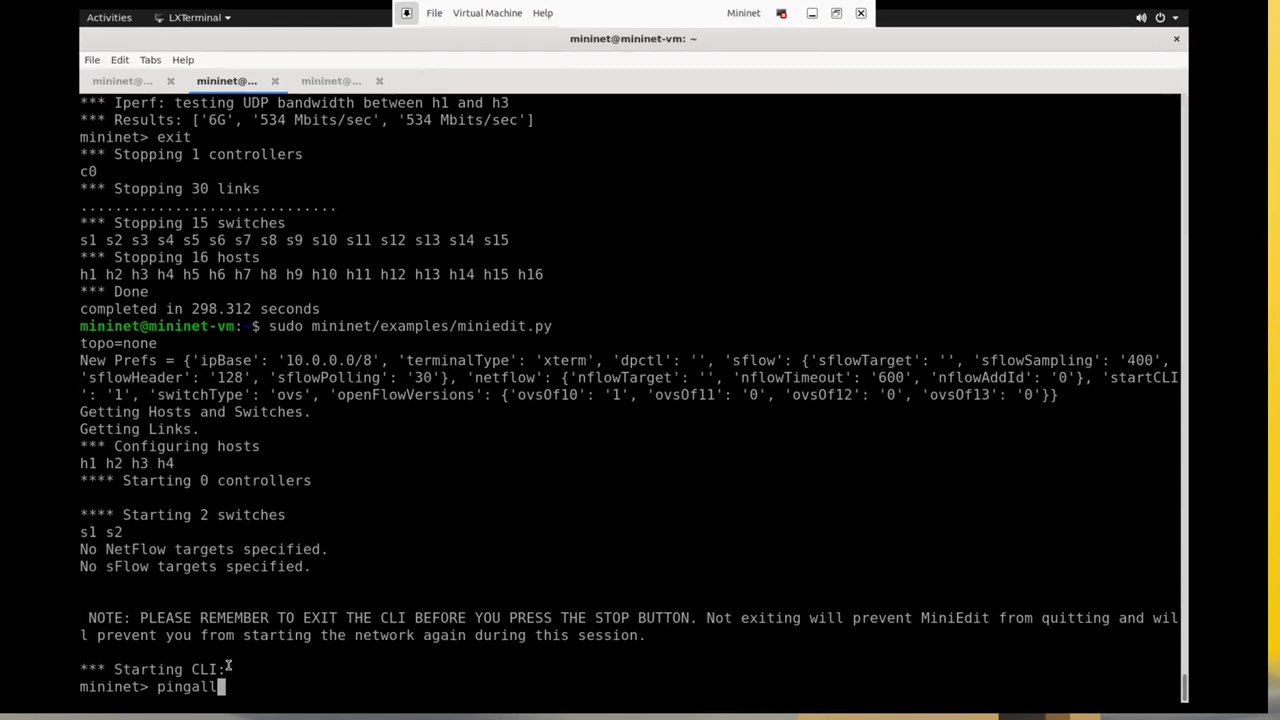 Activities LXTerminal File Virtual Machine Help Mininet
mininet@mininet-vm: ~
File Edit Tabs Help
mininet@... mininet@... mininet@...
*** Iperf: testing UDP bandwidth between h1 and h3
*** Results: ['6G', '534 Mbits/sec', '534 Mbits/sec']
mininet> exit
*** Stopping 1 controllers
c0
*** Stopping 30 links
..............................
*** Stopping 15 switches
s1 s2 s3 s4 s5 s6 s7 s8 s9 s10 s11 s12 s13 s14 s15
*** Stopping 16 hosts
h1 h2 h3 h4 h5 h6 h7 h8 h9 h10 h11 h12 h13 h14 h15 h16
*** Done
completed in 298.312 seconds
mininet@mininet-vm:~$ sudo mininet/examples/miniedit.py
topo=none
New Prefs = {'ipBase': '10.0.0.0/8', 'terminalType': 'xterm', 'dpctl': '', 'sflow': {'sflowTarget': '', 'sflowSampling': '400',
'sflowHeader': '128', 'sflowPolling': '30'}, 'netflow': {'nflowTarget': '', 'nflowTimeout': '600', 'nflowAddId': '0'}, 'startCLI
': '1', 'switchType': 'ovs', 'openFlowVersions': {'ovsOf10': '1', 'ovsOf11': '0', 'ovsOf12': '0', 'ovsOf13': '0'}}
Getting Hosts and Switches.
Getting Links.
*** Configuring hosts
h1 h2 h3 h4
**** Starting 0 controllers
**** Starting 2 switches
s1 s2
No NetFlow targets specified.
No sFlow targets specified.
NOTE: PLEASE REMEMBER TO EXIT THE CLI BEFORE YOU PRESS THE STOP BUTTON. Not exiting will prevent MiniEdit from quitting and wil
l prevent you from starting the network again during this session.
*** Starting CLI:
mininet> pingall